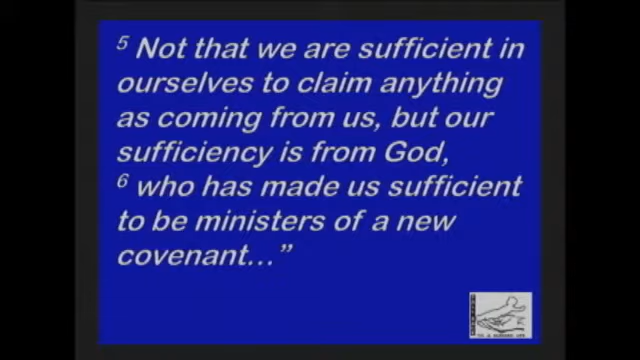 5 Not that we are sufficient in
ourselves to claim anything
as coming from us, but our
sufficiency is from God,
6 who has made us sufficient
to be ministers of a new
covenant...”